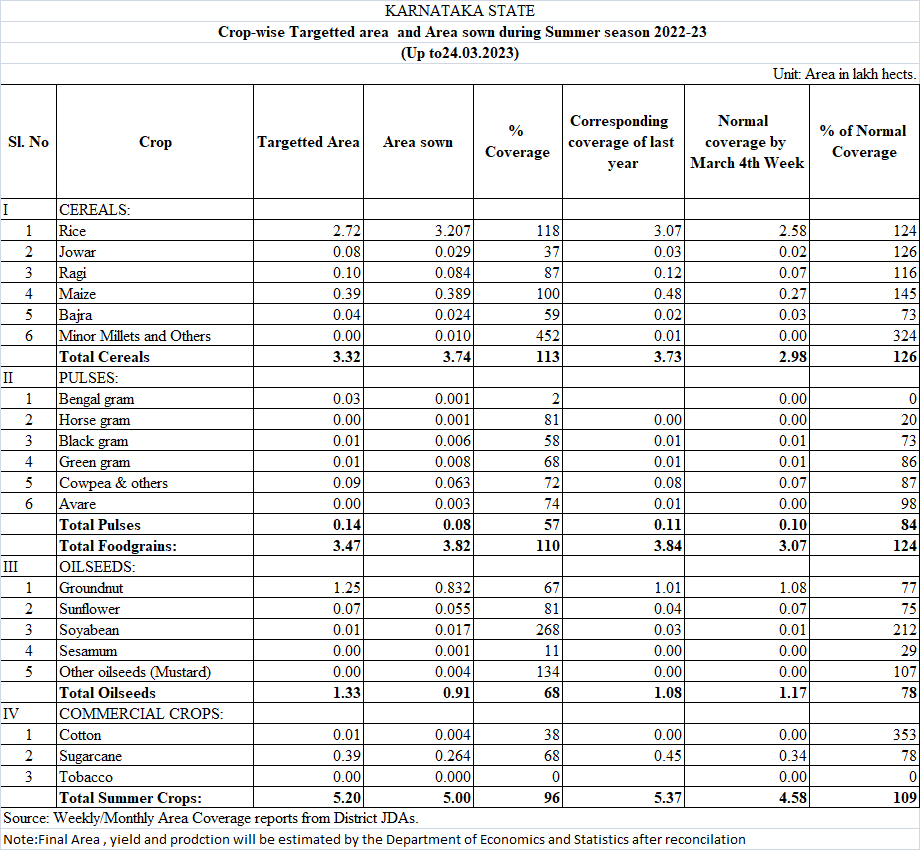 KARNATAKA STATE
Crop-wise Targetted area and Area sown during Summer season 2022-23
(Up to24.03.2023)
Unit: Area in lakh hects.
Sl. No Crop Targetted Area Area sown % Coverage Corresponding coverage of last year Normal coverage by March 4th Week % of Normal Coverage
I CEREALS:
1 Rice 2.72 3.207 118 3.07 2.58 124
2 Jowar 0.08 0.029 37 0.03 0.02 126
3 Ragi 0.10 0.084 87 0.12 0.07 116
4 Maize 0.39 0.389 100 0.48 0.27 145
5 Bajra 0.04 0.024 59 0.02 0.03 73
6 Minor Millets and Others 0.00 0.010 452 0.01 0.00 324
Total Cereals 3.32 3.74 113 3.73 2.98 126
II PULSES:
1 Bengal gram 0.03 0.001 2 0.00 0
2 Horse gram 0.00 0.001 81 0.00 0.00 20
3 Black gram 0.01 0.006 58 0.01 0.01 73
4 Green gram 0.01 0.008 68 0.01 0.01 86
5 Cowpea & others 0.09 0.063 72 0.08 0.07 87
6 Avare 0.00 0.003 74 0.01 0.00 98
Total Pulses 0.14 0.08 57 0.11 0.10 84
Total Foodgrains: 3.47 3.82 110 3.84 3.07 124
III OILSEEDS:
1 Groundnut 1.25 0.832 67 1.01 1.08 77
2 Sunflower 0.07 0.055 81 0.04 0.07 75
3 Soyabean 0.01 0.017 268 0.03 0.01 212
4 Sesamum 0.00 0.001 11 0.00 0.00 29
5 Other oilseeds (Mustard) 0.00 0.004 134 0.00 0.00 107
Total Oilseeds 1.33 0.91 68 1.08 1.17 78
IV COMMERCIAL CROPS:
1 Cotton 0.01 0.004 38 0.00 0.00 353
2 Sugarcane 0.39 0.264 68 0.45 0.34 78
3 Tobacco 0.00 0.000 0 0.00 0
Total Summer Crops: 5.20 5.00 96 5.37 4.58 109
Source: Weekly/Monthly Area Coverage reports from District JDAs.
Note:Final Area , yield and prodction will be estimated by the Department of Economics and Statistics after reconcilation